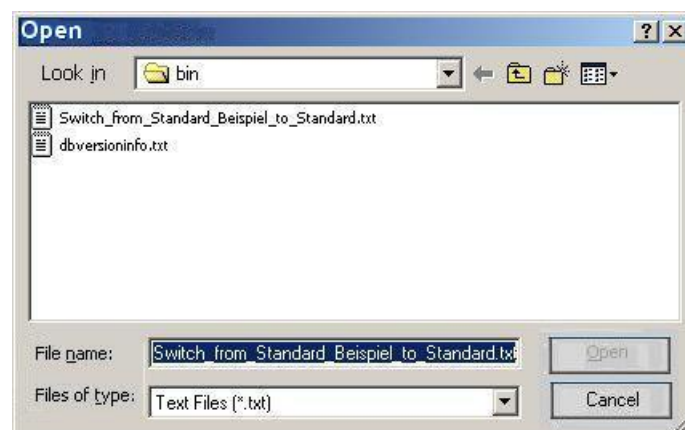 Open
Look in bin
Switch_from_Standard_Beispiel_to_Standard.txt
dbversioninfo.txt
File name: Switch_from_Standard_Beispiel_to_Standard.txt
Open
Files of type: Text Files (*.txt)
Cancel